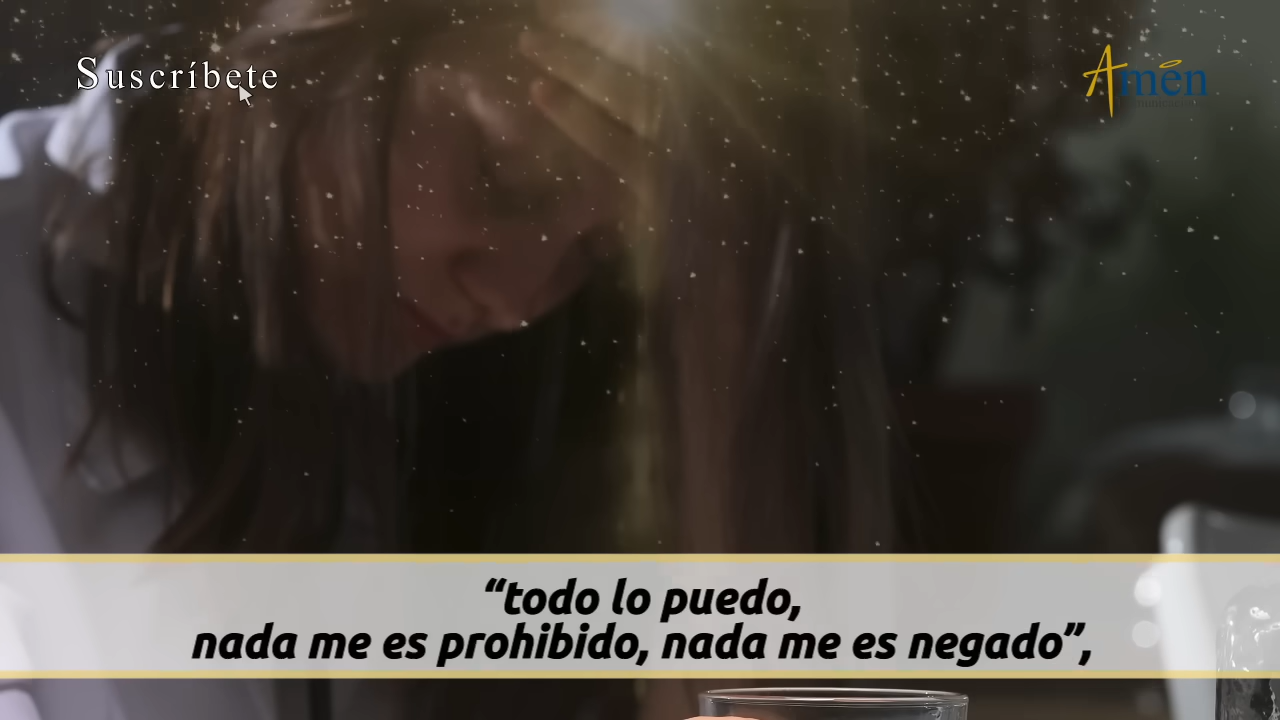 Suscríbete
Amén
“todo lo puedo,
nada me es prohibido, nada me es negado”,